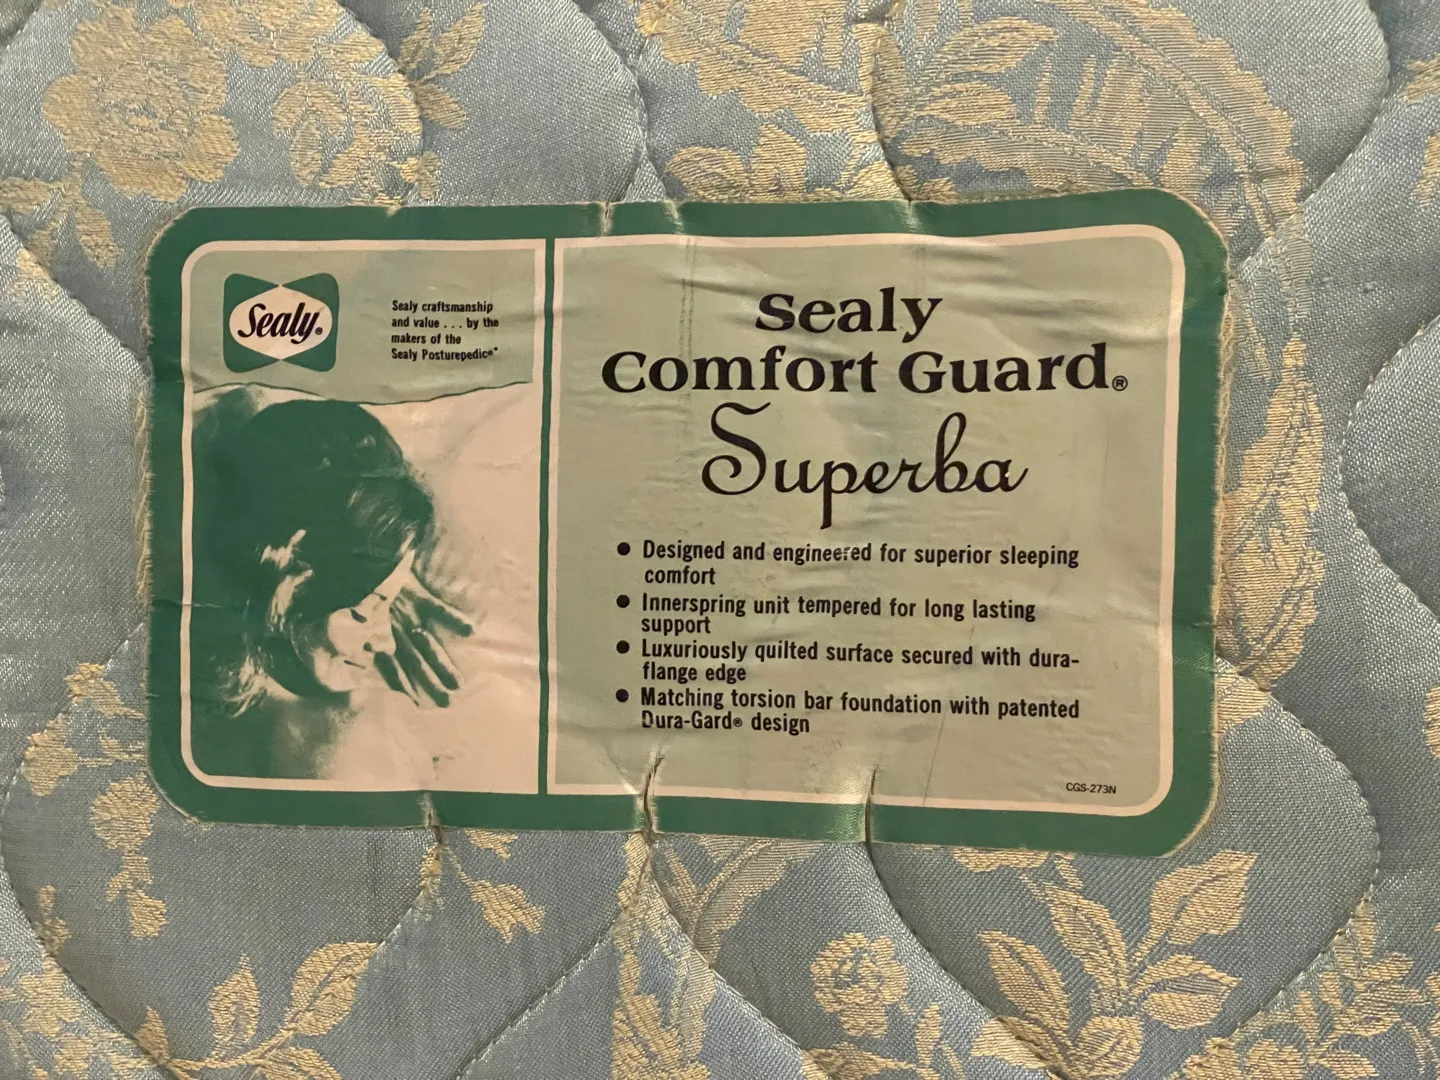 Sealy®
Sealy craftsmanship
and value . . . by the
makers of the
Sealy Posturepedic®*
Sealy
Comfort Guard®
Superba
● Designed and engineered for superior sleeping
comfort
● Innerspring unit tempered for long lasting
support
● Luxuriously quilted surface secured with dura-
flange edge
● Matching torsion bar foundation with patented
Dura-Gard® design
CGS-273N